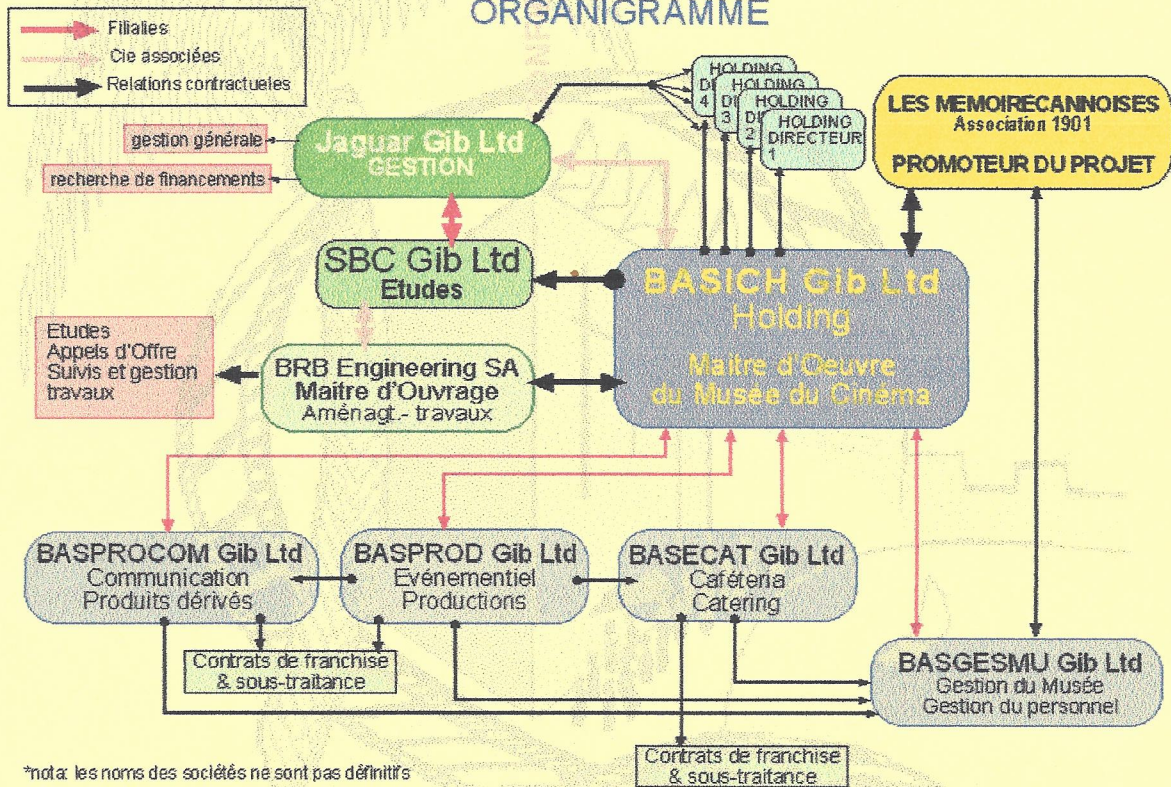 ORGANIGRAMME
Filiales
Cie associées
Relations contractueles
gestion générale
recherche de financements
Jaguar Gib Ltd
GESTION
HOLDING
4
HOLDING
3
HOLDING
2
HOLDING
DIRECTEUR
1
LES MEMOIRECANNOISES
Association 1901
PROMOTEUR DU PROJET
SBC Gib Ltd
Etudes
BASICH Gib Ltd
Holding
Maitre d'Oeuvre
du Musée du Cinéma
Etudes
Appels d'Offre
Suivis et gestion
travaux
BRB Engineering SA
Maitre d'Ouvrage
Aménagt.- travaux
BASPROCOM Gib Ltd
Communication
Produits dérivés
BASPROD Gib Ltd
Evénementiel
Productions
BASECAT Gib Ltd
Caféteria
Catering
Contrats de franchise
& sous-traitance
BASGESMU Gib Ltd
Gestion du Musée
Gestion du personnel
Contrats de franchise
& sous-traitance
*nota: les noms des sociétés ne sont pas définitifs